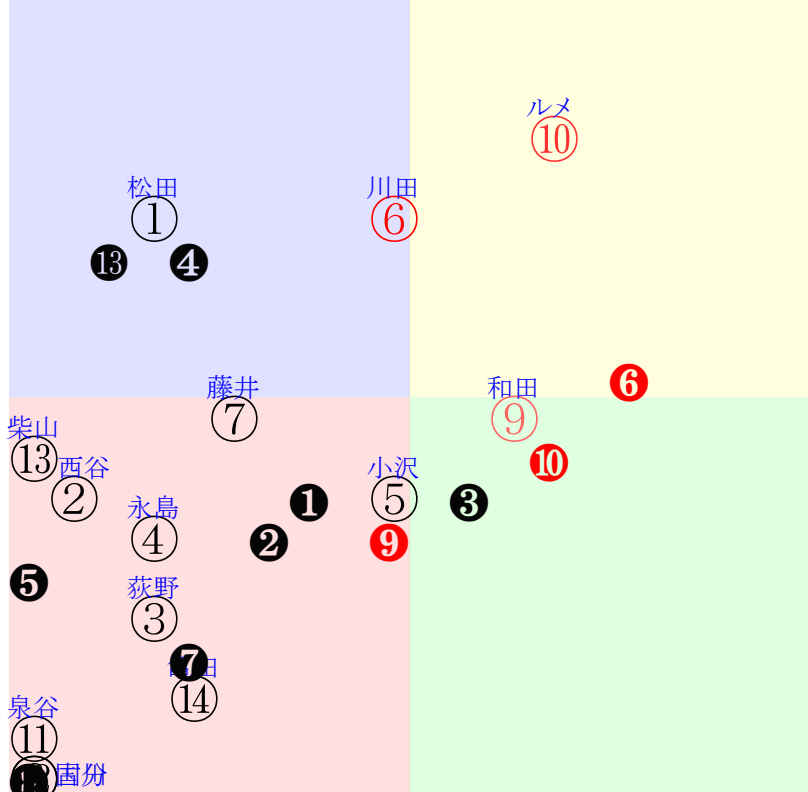 ルメ
⑩
松田
川田
①
⑥
⓭
❹
❻
藤井
和田
⑦
⑨
柴山
⑬
❿
西谷
小沢
②
⑤
永島
❶
❸
④
❷
❾
❺
荻野
③
❼
田
⑭
泉谷
⑪